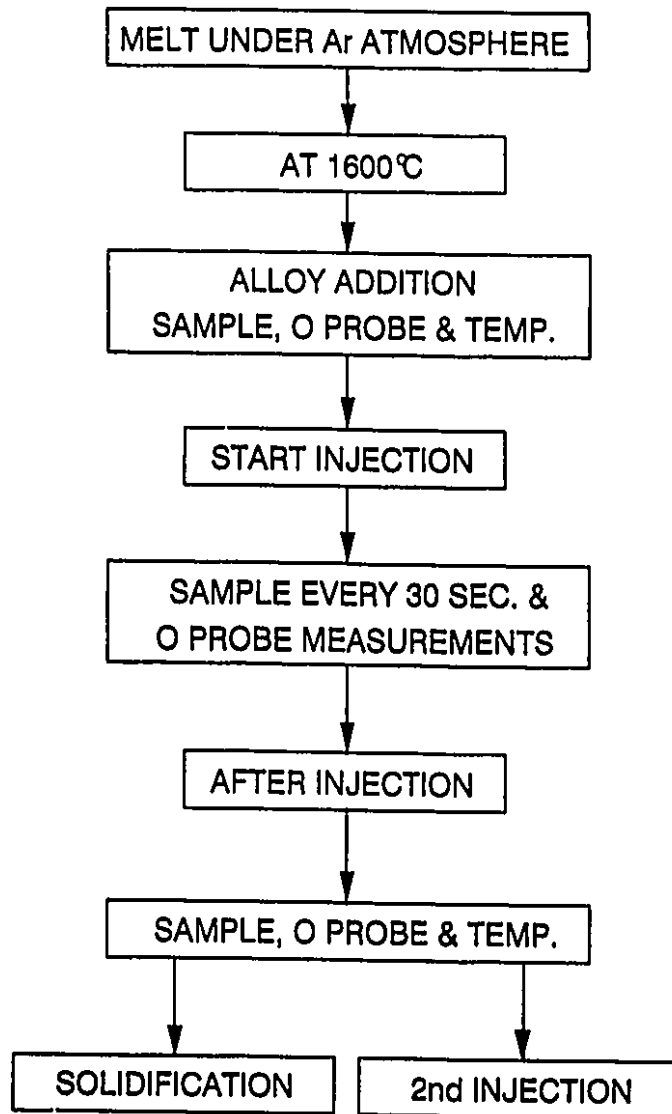 MELT UNDER Ar ATMOSPHERE
AT 1600°C
ALLOY ADDITION
SAMPLE, O PROBE & TEMP.
START INJECTION
SAMPLE EVERY 30 SEC. &
O PROBE MEASUREMENTS
AFTER INJECTION
SAMPLE, O PROBE & TEMP.
SOLIDIFICATION
2nd INJECTION